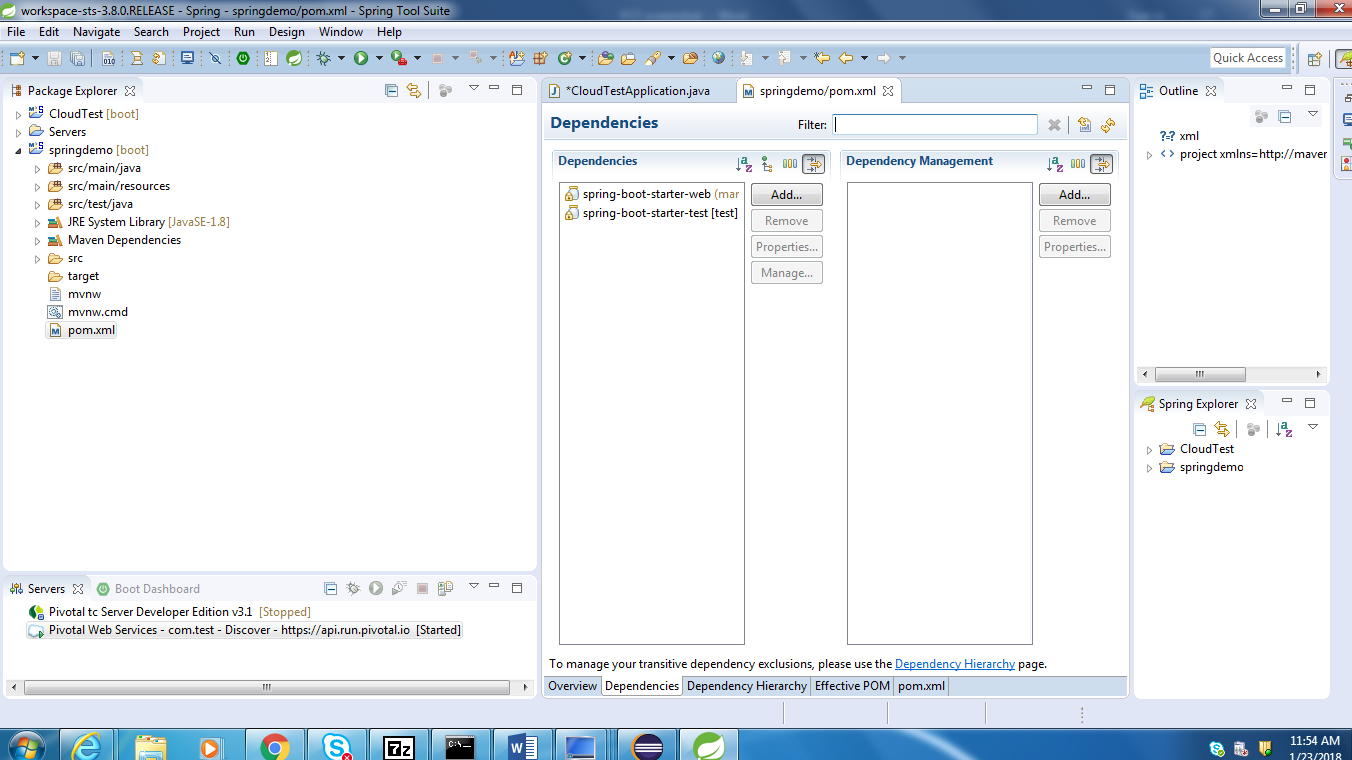 workspace-sts-3.8.0.RELEASE - Spring - springdemo/pom.xml - Spring Tool Suite
File Edit Navigate Search Project Run Design Window Help
Quick Access
Package Explorer
CloudTest [boot]
Servers
springdemo [boot]
src/main/java
src/main/resources
src/test/java
JRE System Library [JavaSE-1.8]
Maven Dependencies
src
target
mvnw
mvnw.cmd
pom.xml
Servers Boot Dashboard
Pivotal tc Server Developer Edition v3.1 [Stopped]
Pivotal Web Services - com.test - Discover - https://api.run.pivotal.io [Started]
*CloudTestApplication.java springdemo/pom.xml
Dependencies Filter:
Dependencies
spring-boot-starter-web (mar
spring-boot-starter-test [test]
Add...
Remove
Properties...
Manage...
Dependency Management
Add...
Remove
Properties...
To manage your transitive dependency exclusions, please use the Dependency Hierarchy page.
Overview Dependencies Dependency Hierarchy Effective POM pom.xml
Outline
?-? xml
project xmlns=http://maver
Spring Explorer
CloudTest
springdemo
11:54 AM
1/23/2018